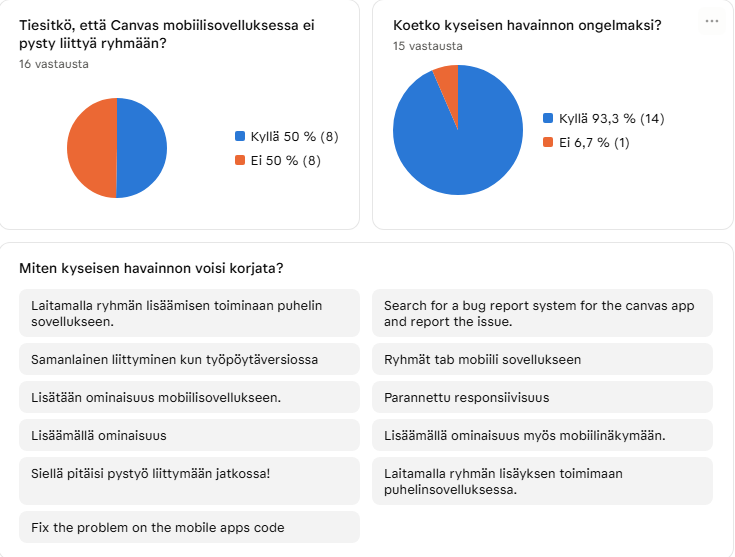 Tiesitkö, että Canvas mobiilisovelluksessa ei
pysty liittyä ryhmään?
16 vastausta
Kyllä 50 % (8)
Ei 50 % (8)
Koetko kyseisen havainnon ongelmaksi?
15 vastausta
Kyllä 93,3 % (14)
Ei 6,7 % (1)
Miten kyseisen havainnon voisi korjata?
Laitamalla ryhmän lisäämisen toiminaan puhelin
sovellukseen.
Search for a bug report system for the canvas app
and report the issue.
Samanlainen liittyminen kun työpöytäversiossa
Ryhmät tab mobiili sovellukseen
Lisätään ominaisuus mobiilisovellukseen.
Parannettu responsiivisuus
Lisäämällä ominaisuus
Lisäämällä ominaisuus myös mobiilinäkymään.
Siellä pitäisi pystyö liittymään jatkossa!
Laitamalla ryhmän lisäyksen toimimaan
puhelinsovelluksessa.
Fix the problem on the mobile apps code